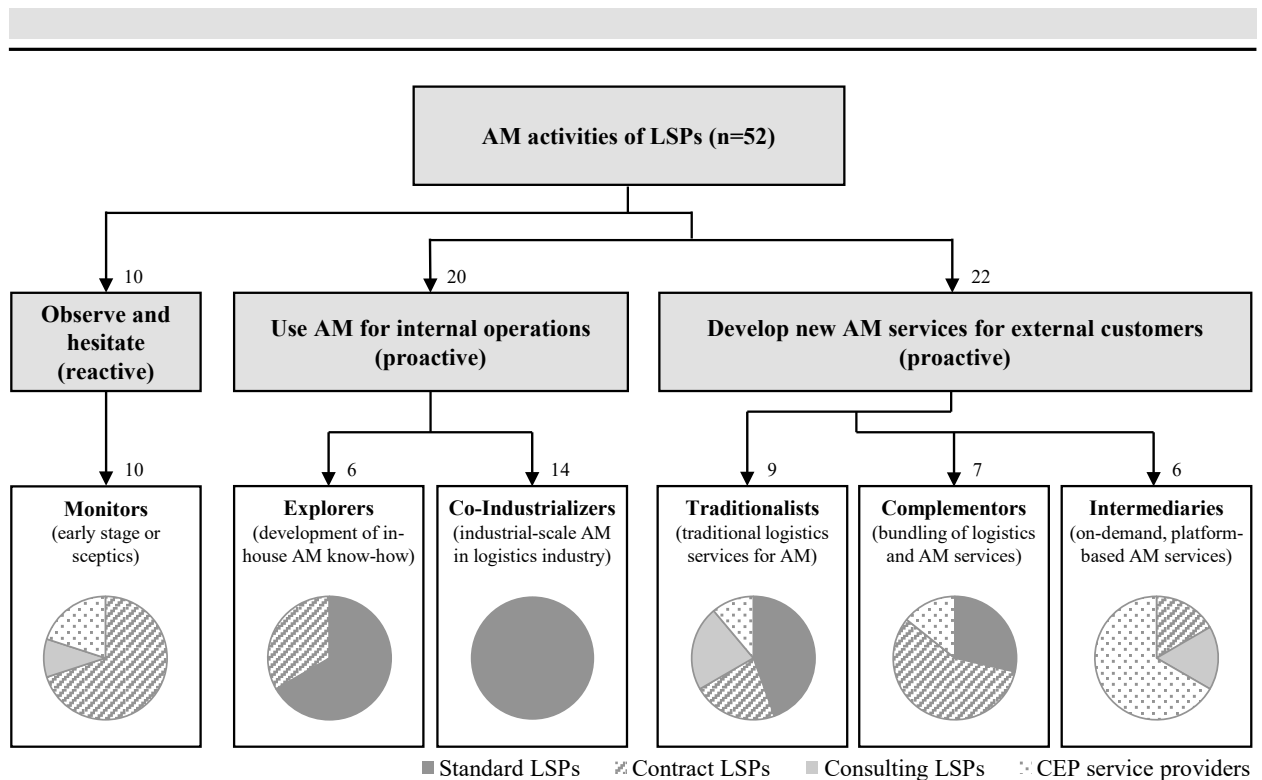 AM activities of LSPs (n=52)
10
20
22
Observe and
hesitate
(reactive)
Use AM for internal operations
(proactive)
Develop new AM services for external customers
(proactive)
10
6
14
9
7
6
Monitors
(early stage or
sceptics)
Explorers
(development of in-
house AM know-how)
Co-Industrializers
(industrial-scale AM
in logistics industry)
Traditionalists
(traditional logistics
services for AM)
Complementors
(bundling of logistics
and AM services)
Intermediaries
(on-demand, platform-
based AM services)
Standard LSPs
Contract LSPs
Consulting LSPs
CEP service providers